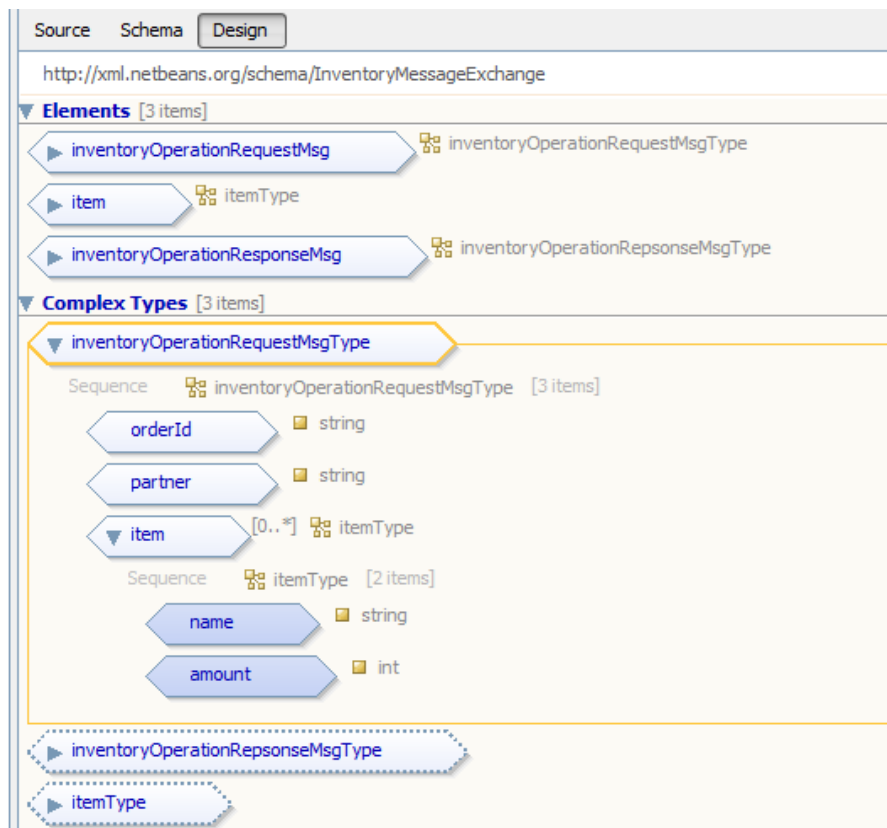 Source Schema Design
http://xml.netbeans.org/schema/InventoryMessageExchange
Elements [3 items]
inventoryOperationRequestMsg inventoryOperationRequestMsgType
item itemType
inventoryOperationResponseMsg inventoryOperationRepsonseMsgType
Complex Types [3 items]
inventoryOperationRequestMsgType
Sequence inventoryOperationRequestMsgType [3 items]
orderId string
partner string
item [0..*] itemType
Sequence itemType [2 items]
name string
amount int
inventoryOperationRepsonseMsgType
itemType